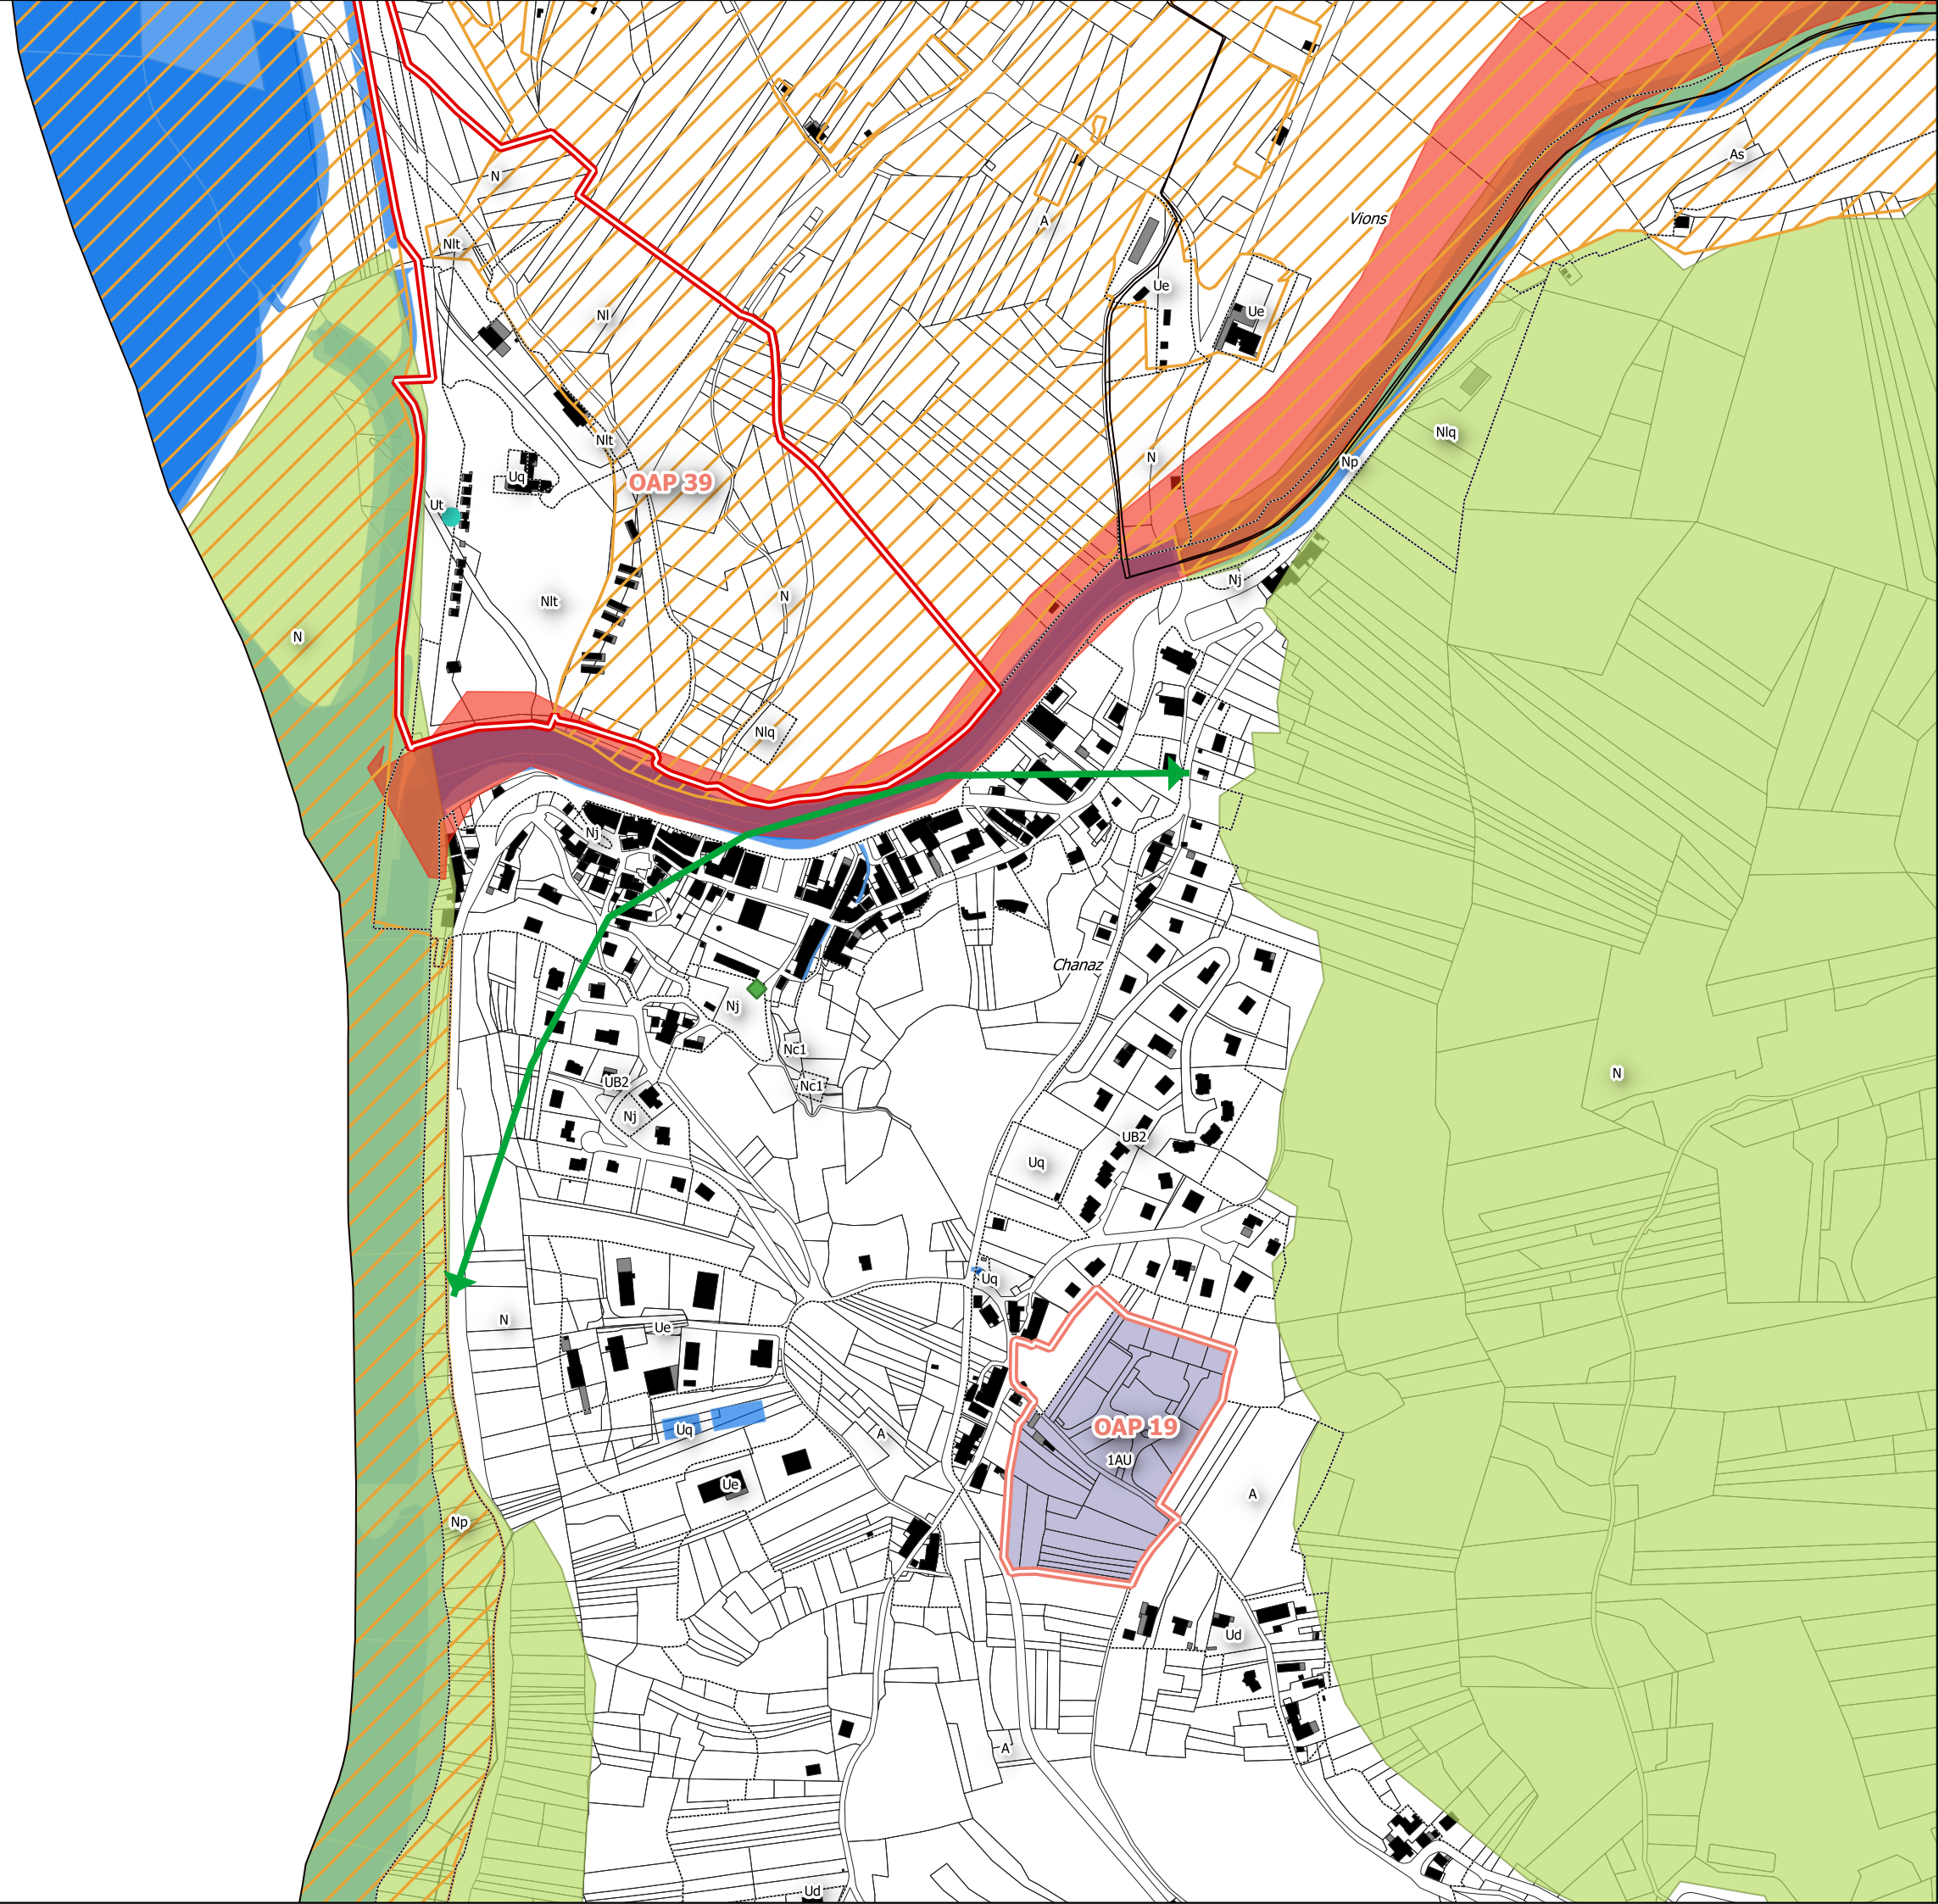 As
N
Vions
A
Nlt
Ue
Nl
Ue
Nlq
Nlt
N
Np
Uq
OAP 39
Ut
Nj
N
Nlt
N
Nlq
Nj
Chanaz
Nj
Nc1
N
UB2
Nc1
Nj
UB2
Uq
Uq
N
Ue
OAP 19
Uq
A
1AU
Ue
A
Np
Ud
A
Ud